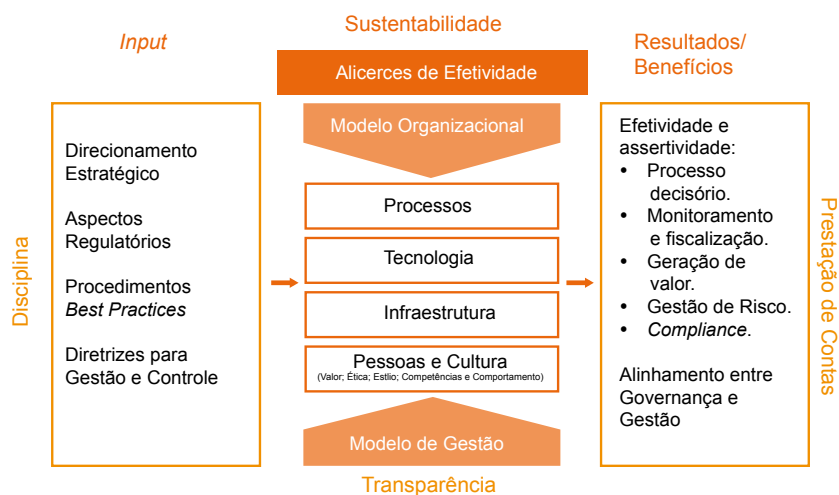 Sustentabilidade
Input
Resultados/
Benefícios
Alicerces de Efetividade
Disciplina
Direcionamento
Estratégico
Aspectos
Regulatórios
Procedimentos
Best Practices
Diretrizes para
Gestão e Controle
Modelo Organizacional
Processos
Tecnologia
Infraestrutura
Pessoas e Cultura
(Valor; Ética; Estlio; Competências e Comportamento)
Modelo de Gestão
Transparência
Efetividade e
assertividade:
• Processo
decisório.
• Monitoramento
e fiscalização.
• Geração de
valor.
• Gestão de Risco.
• Compliance.
Alinhamento entre
Governança e
Gestão
Prestação de Contas